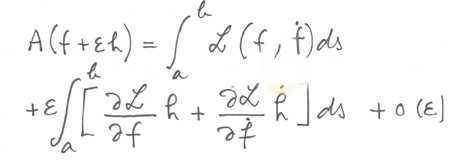 A(f+εh) = ∫_a^b ℒ(f, ḟ)ds
+ε∫_a^b [∂ℒ/∂f h + ∂ℒ/∂ḟ ḣ]ds + o(ε)